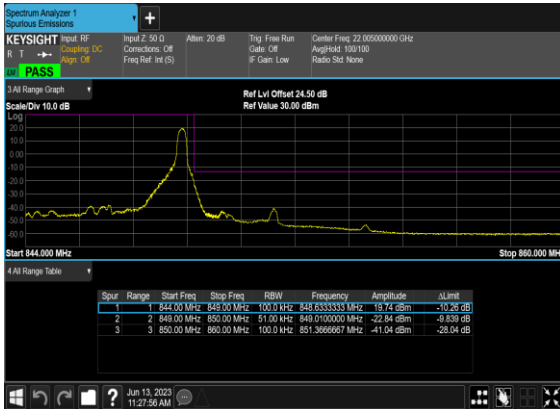 Spectrum Analyzer 1
Spurious Emissions
KEYSIGHT Input: RF Input Z: 50 Ω Atten: 20 dB Trig: Free Run Center Freq: 22.005000000 GHz
R T Coupling: DC Corrections: Off Gate: Off Avg|Hold: 100/100
Align: Off Freq Ref: Int (S) IF Gain: Low Radio Std: None
PASS
3 All Range Graph
Ref Lvl Offset 24.50 dB
Scale/Div 10.0 dB Ref Value 30.00 dBm
Log
20.0
10.0
0.00
-10.0
-20.0
-30.0
-40.0
-50.0
-60.0
Start 844.000 MHz Stop 860.000 MHz
4 All Range Table
Spur Range Start Freq Stop Freq RBW Frequency Amplitude ΔLimit
1 1 844.00 MHz 849.00 MHz 100.0 kHz 848.6333333 MHz 19.74 dBm -10.26 dB
2 2 849.00 MHz 850.00 MHz 51.00 kHz 849.0100000 MHz -22.84 dBm -9.839 dB
3 3 850.00 MHz 860.00 MHz 100.0 kHz 851.3666667 MHz -41.04 dBm -28.04 dB
Jun 13, 2023
11:27:56 AM